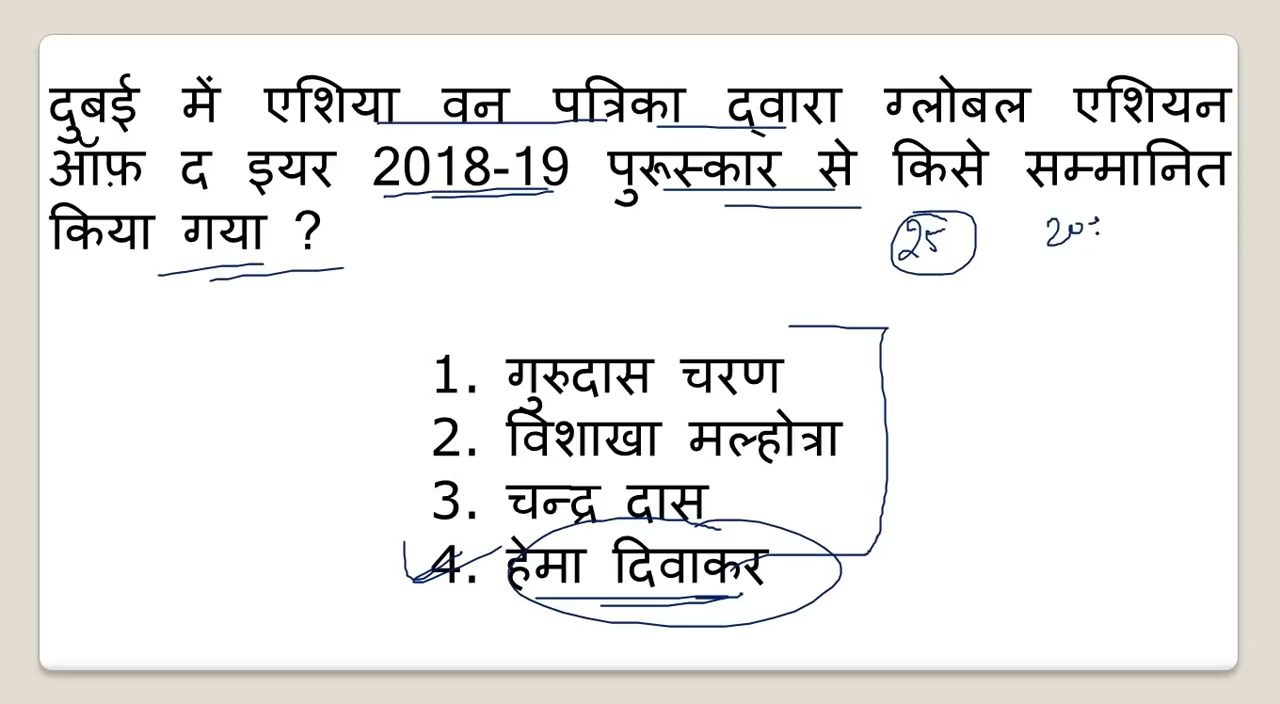 दुबई में एशिया वन पत्रिका द्वारा ग्लोबल एशियन
ऑफ़ द इयर 2018-19 पुरूस्कार से किसे सम्मानित
किया गया ?
25
1. गुरुदास चरण
2. विशाखा मल्होत्रा
3. चन्द्र दास
4. हेमा दिवाकर